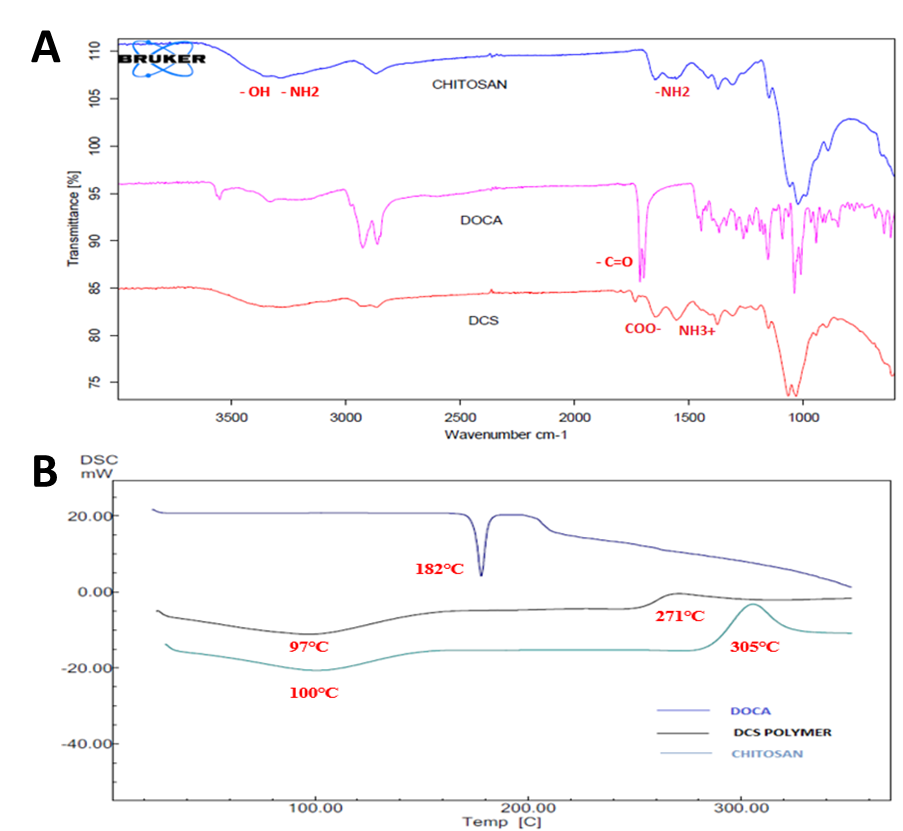 A
BRUKER
110
105
100
95
90
85
80
75
Transmittance [%]
CHITOSAN
- OH - NH2
-NH2
DOCA
- C=O
DCS
COO-
NH3+
3500 3000 2500 2000 1500 1000
Wavenumber cm-1
B
DSC
mW
20.00
0.00
-20.00
-40.00
182°C
271°C
97°C
305°C
100°C
DOCA
DCS POLYMER
CHITOSAN
100.00 200.00 300.00
Temp [C]